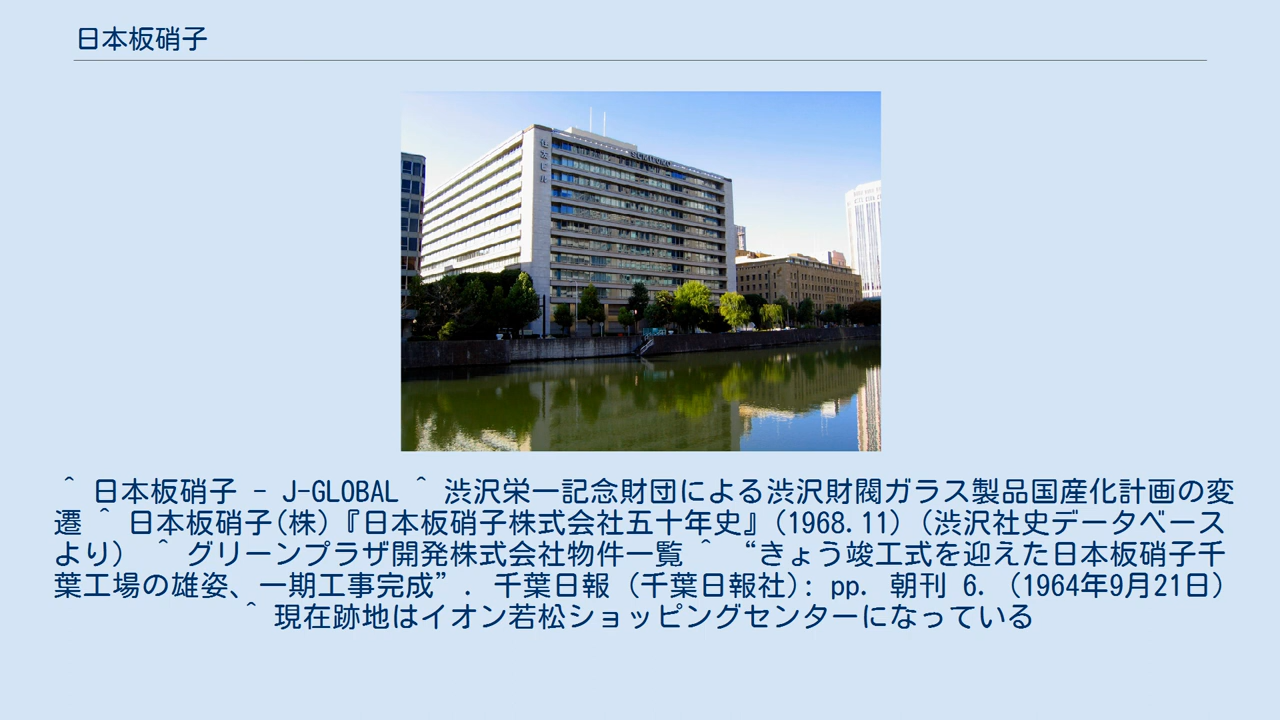 日本板硝子
住友ビル
SUMITOMO
^ 日本板硝子 - J-GLOBAL ^ 渋沢栄一記念財団による渋沢財閥ガラス製品国産化計画の変
遷 ^ 日本板硝子(株)『日本板硝子株式会社五十年史』(1968.11) (渋沢社史データベース
より) ^ グリーンプラザ開発株式会社物件一覧 ^ “きょう竣工式を迎えた日本板硝子千
葉工場の雄姿、一期工事完成”. 千葉日報 (千葉日報社): pp. 朝刊 6. (1964年9月21日)
^ 現在跡地はイオン若松ショッピングセンターになっている